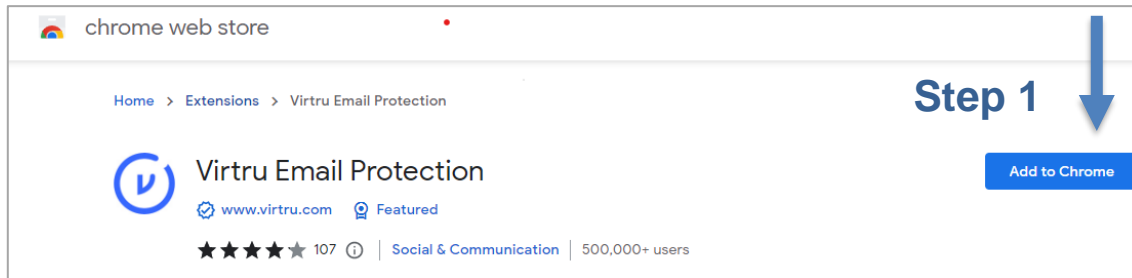 chrome web store
Home > Extensions > Virtru Email Protection
Step 1
Virtru Email Protection
Add to Chrome
www.virtru.com Featured
107 | Social & Communication | 500,000+ users